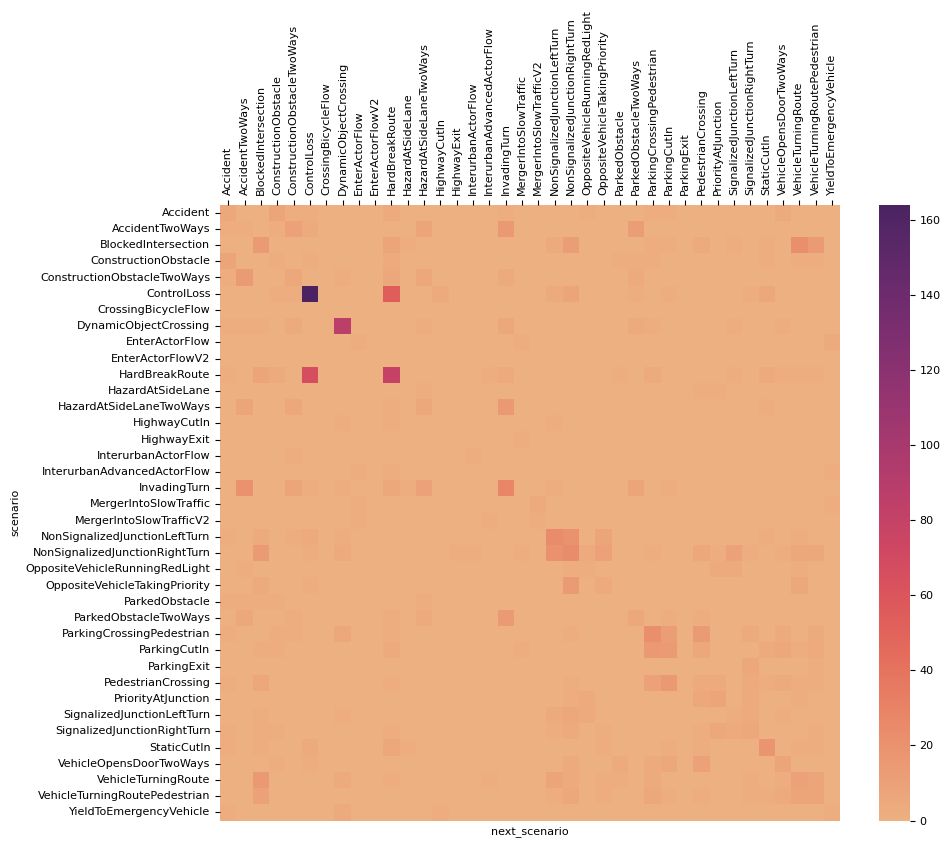 Accident
AccidentTwoWays
BlockedIntersection
ConstructionObstacle
ConstructionObstacleTwoWays
ControlLoss
CrossingBicycleFlow
DynamicObjectCrossing
EnterActorFlow
EnterActorFlowV2
HardBreakRoute
HazardAtSideLane
HazardAtSideLaneTwoWays
HighwayCutIn
HighwayExit
InterurbanActorFlow
InterurbanAdvancedActorFlow
InvadingTurn
MergerIntoSlowTraffic
MergerIntoSlowTrafficV2
NonSignalizedJunctionLeftTurn
NonSignalizedJunctionRightTurn
OppositeVehicleRunningRedLight
OppositeVehicleTakingPriority
ParkedObstacle
ParkedObstacleTwoWays
ParkingCrossingPedestrian
ParkingCutIn
ParkingExit
PedestrianCrossing
PriorityAtJunction
SignalizedJunctionLeftTurn
SignalizedJunctionRightTurn
StaticCutIn
VehicleOpensDoorTwoWays
VehicleTurningRoute
VehicleTurningRoutePedestrian
YieldToEmergencyVehicle
scenario
Accident
AccidentTwoWays
BlockedIntersection
ConstructionObstacle
ConstructionObstacleTwoWays
ControlLoss
CrossingBicycleFlow
DynamicObjectCrossing
EnterActorFlow
EnterActorFlowV2
HardBreakRoute
HazardAtSideLane
HazardAtSideLaneTwoWays
HighwayCutIn
HighwayExit
InterurbanActorFlow
InterurbanAdvancedActorFlow
InvadingTurn
MergerIntoSlowTraffic
MergerIntoSlowTrafficV2
NonSignalizedJunctionLeftTurn
NonSignalizedJunctionRightTurn
OppositeVehicleRunningRedLight
OppositeVehicleTakingPriority
ParkedObstacle
ParkedObstacleTwoWays
ParkingCrossingPedestrian
ParkingCutIn
ParkingExit
PedestrianCrossing
PriorityAtJunction
SignalizedJunctionLeftTurn
SignalizedJunctionRightTurn
StaticCutIn
VehicleOpensDoorTwoWays
VehicleTurningRoute
VehicleTurningRoutePedestrian
YieldToEmergencyVehicle
next_scenario
160
140
120
100
80
60
40
20
0